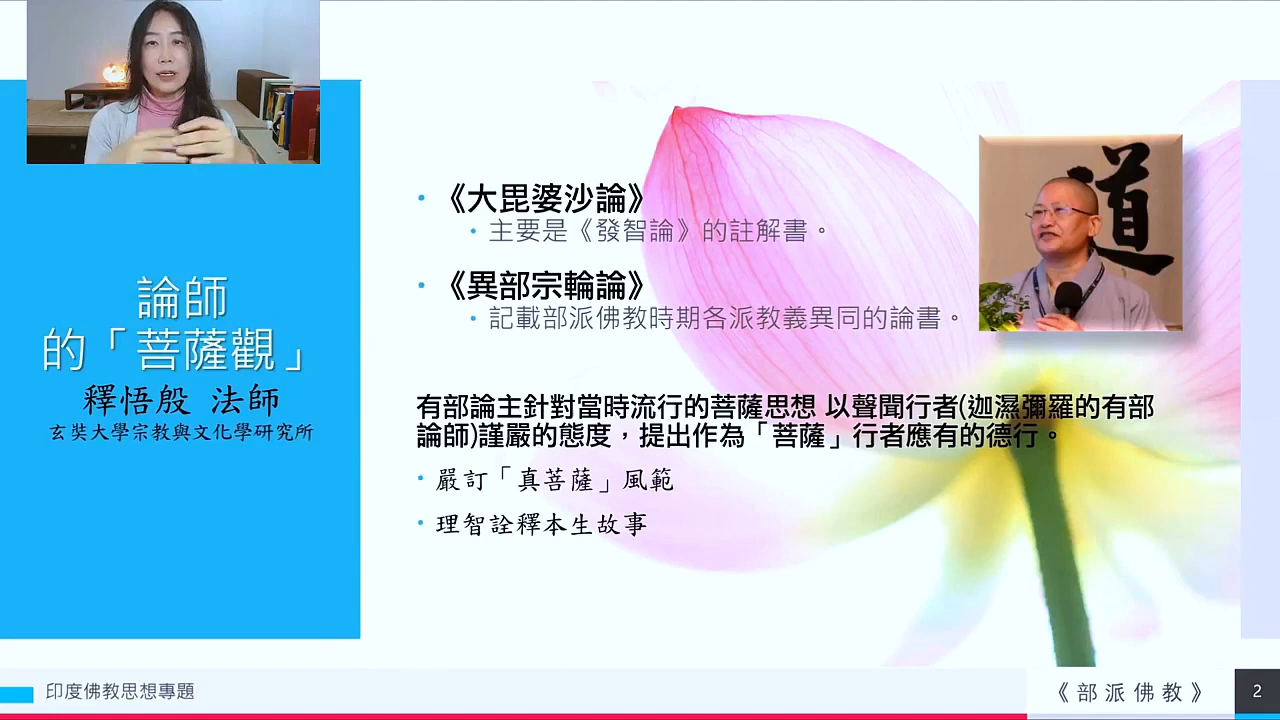 論師
的「菩薩觀」
釋悟殷 法師
玄奘大學宗教與文化學研究所
• 《大毘婆沙論》
• 主要是《發智論》的註解書。
• 《異部宗輪論》
• 記載部派佛教時期各派教義異同的論書。
道
有部論主針對當時流行的菩薩思想 以聲聞行者(迦濕彌羅的有部
論師)謹嚴的態度，提出作為「菩薩」行者應有的德行。
• 嚴訂「真菩薩」風範
• 理智詮釋本生故事
印度佛教思想專題
《部派佛教》
2